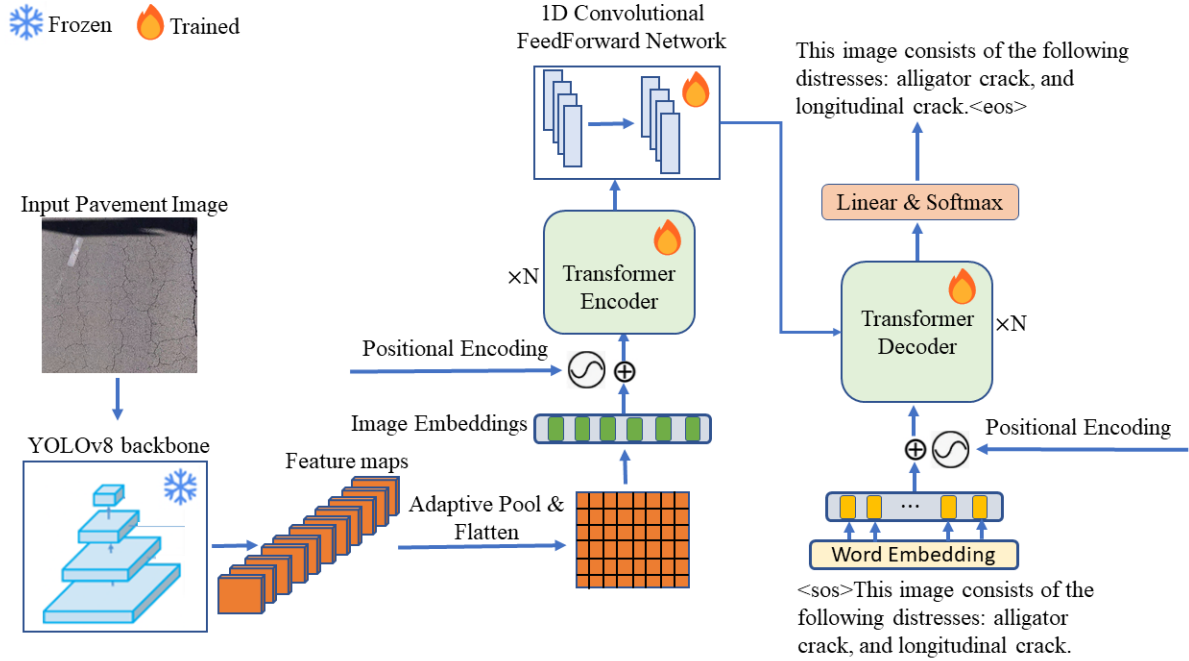 Frozen
Trained
1D Convolutional
FeedForward Network
This image consists of the following
distresses: alligator crack, and
longitudinal crack.<eos>
Linear & Softmax
Input Pavement Image
×N
Transformer
Encoder
Transformer
Decoder
×N
Positional Encoding
Image Embeddings
Positional Encoding
YOLOv8 backbone
Feature maps
Adaptive Pool &
Flatten
...
Word Embedding
<sos>This image consists of the
following distresses: alligator
crack, and longitudinal crack.